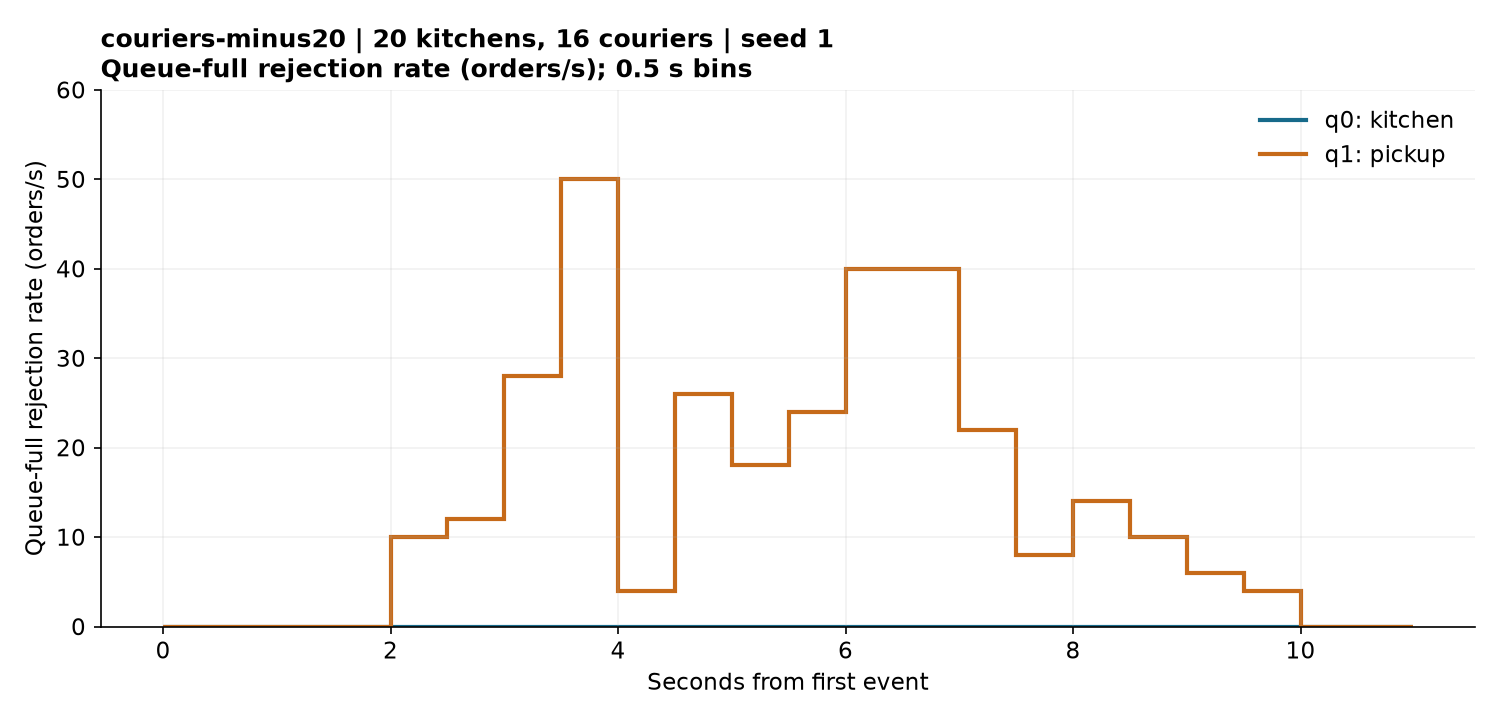 couriers-minus20 | 20 kitchens, 16 couriers | seed 1
Queue-full rejection rate (orders/s); 0.5 s bins
Queue-full rejection rate (orders/s)
60
50
40
30
20
10
0
q0: kitchen
q1: pickup
0
2
4
6
8
10
Seconds from first event